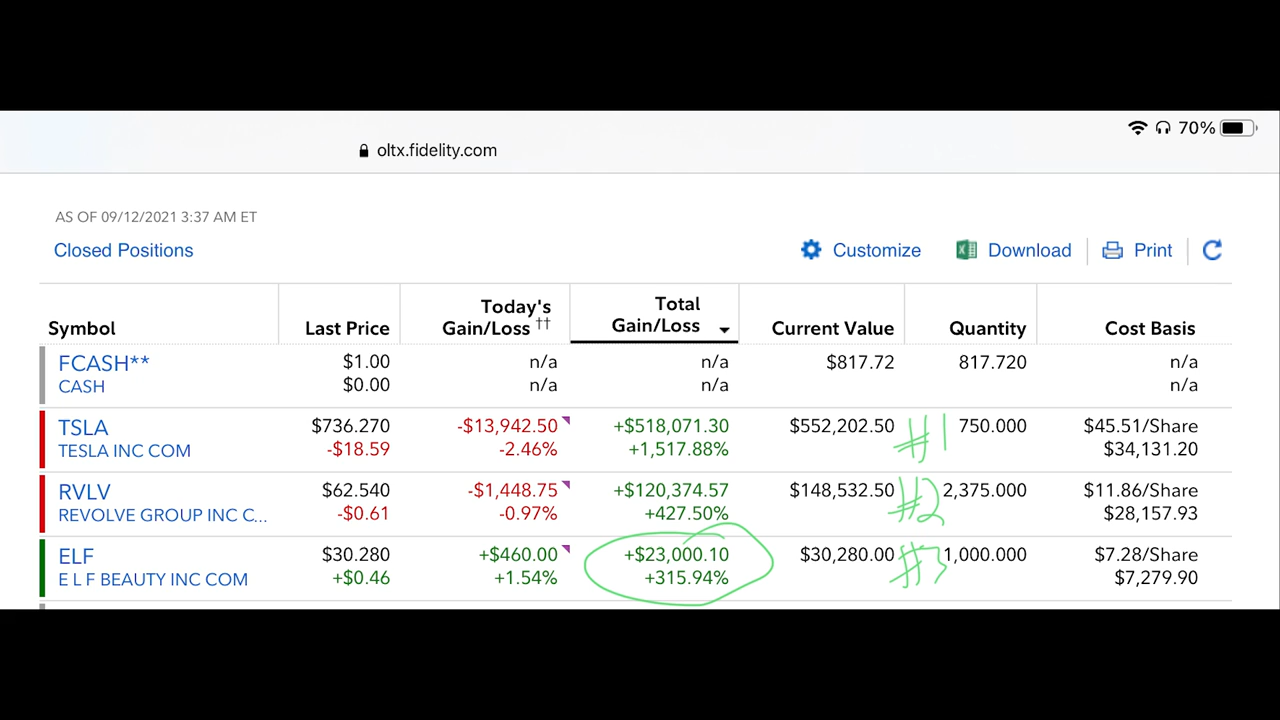 70%
oltx.fidelity.com
AS OF 09/12/2021 3:37 AM ET
Closed Positions Customize Download Print
Symbol Last Price Today's Gain/Loss †† Total Gain/Loss Current Value Quantity Cost Basis
FCASH** $1.00 n/a n/a $817.72 817.720 n/a
CASH $0.00 n/a n/a n/a
TSLA $736.270 -$13,942.50 +$518,071.30 $552,202.50 #1 750.000 $45.51/Share
TESLA INC COM -$18.59 -2.46% +1,517.88% $34,131.20
RVLV $62.540 -$1,448.75 +$120,374.57 $148,532.50 #2 2,375.000 $11.86/Share
REVOLVE GROUP INC C... -$0.61 -0.97% +427.50% $28,157.93
ELF $30.280 +$460.00 +$23,000.10 $30,280.00 #3 1,000.000 $7.28/Share
E L F BEAUTY INC COM +$0.46 +1.54% +315.94% $7,279.90